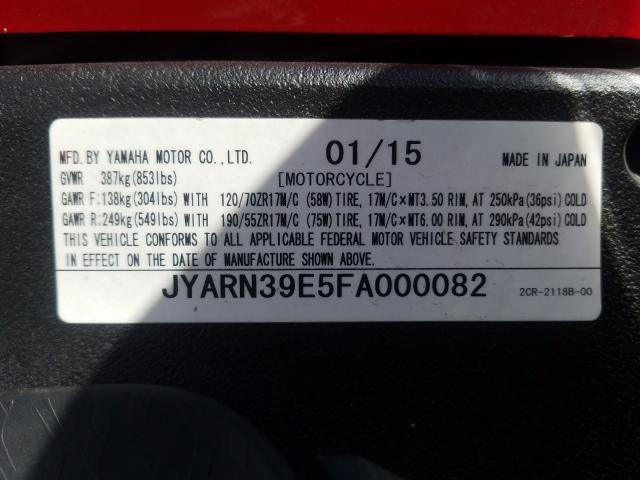 MFD. BY YAMAHA MOTOR CO., LTD. 01/15 MADE IN JAPAN
GVWR 387kg(853lbs) [MOTORCYCLE]
GAWR F:138kg(304lbs) WITH 120/70ZR17M/C (58W) TIRE, 17M/C×MT3.50 RIM, AT 250kPa(36psi) COLD
GAWR R:249kg(549lbs) WITH 190/55ZR17M/C (75W) TIRE, 17M/C×MT6.00 RIM, AT 290kPa(42psi) COLD
THIS VEHICLE CONFORMS TO ALL APPLICABLE FEDERAL MOTOR VEHICLE SAFETY STANDARDS
IN EFFECT ON THE DATE OF MANUFACTURE SHOWN ABOVE.
JYARN39E5FA000082 2CR-2118B-00